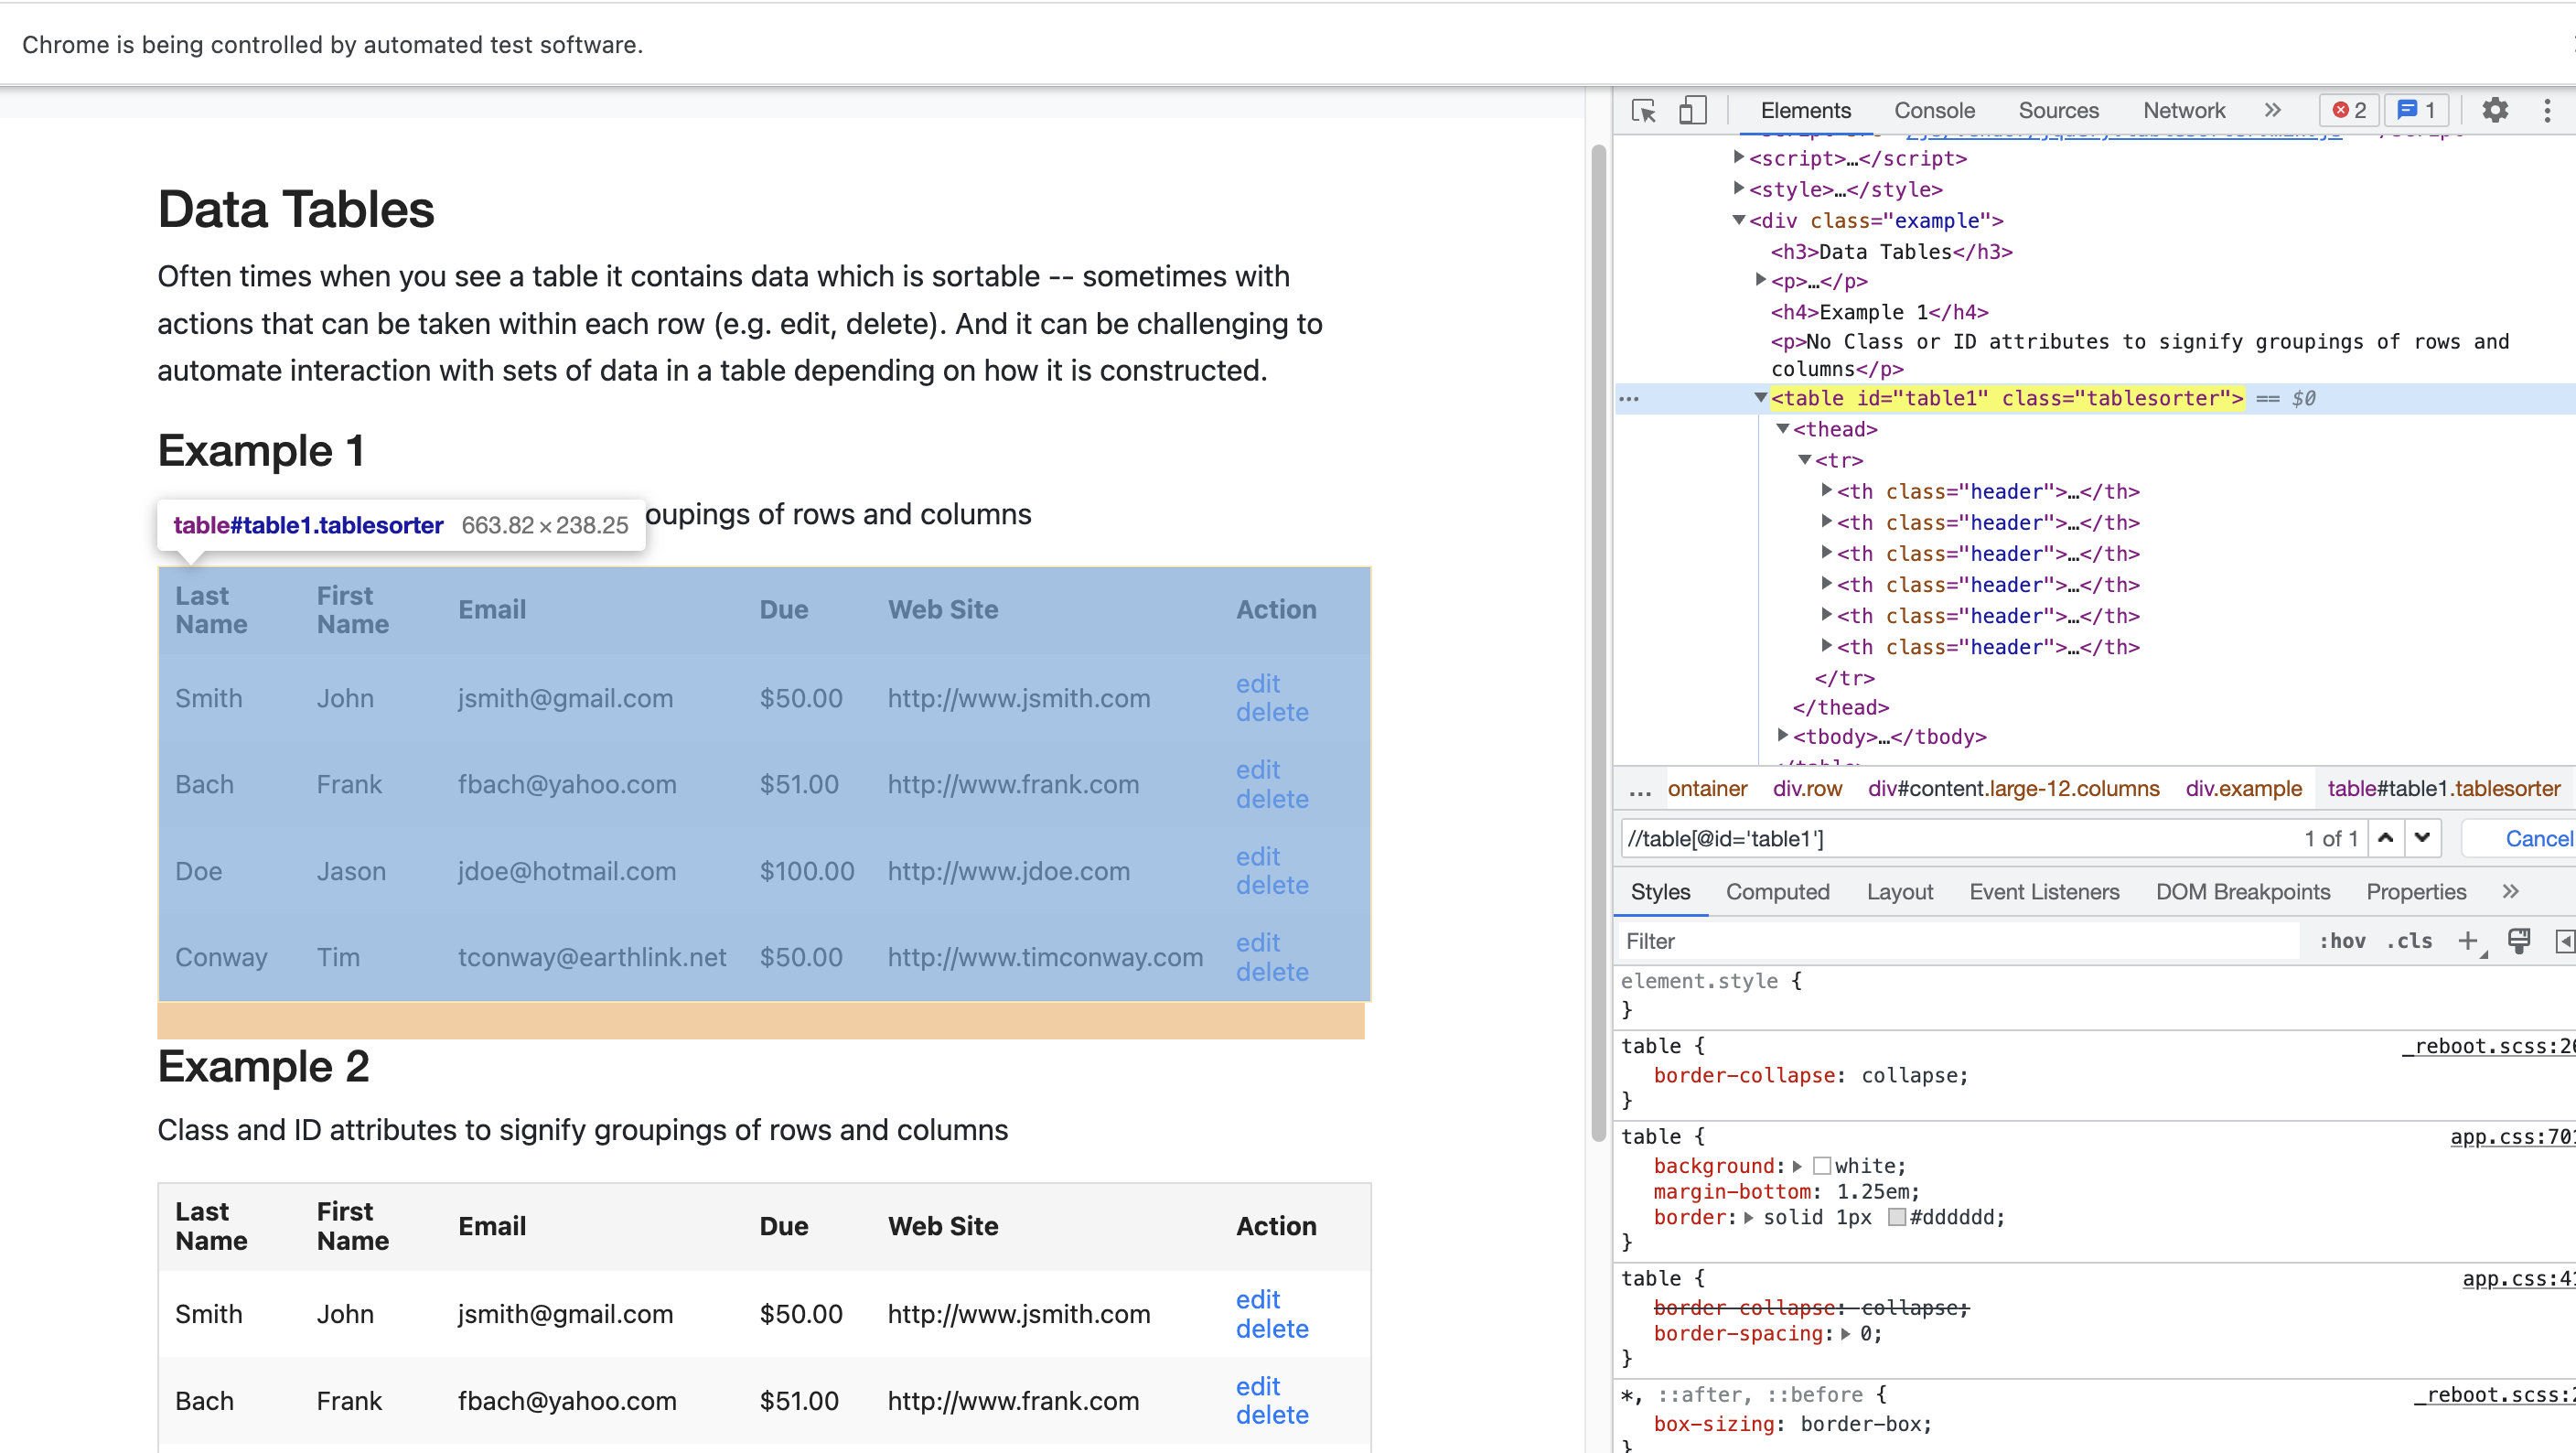 Chrome is being controlled by automated test software.
Data Tables
Often times when you see a table it contains data which is sortable -- sometimes with
actions that can be taken within each row (e.g. edit, delete). And it can be challenging to
automate interaction with sets of data in a table depending on how it is constructed.
Example 1
table#table1.tablesorter 663.82 × 238.25
oupings of rows and columns
Last Name First Name Email Due Web Site Action
Smith John jsmith@gmail.com $50.00 http://www.jsmith.com edit delete
Bach Frank fbach@yahoo.com $51.00 http://www.frank.com edit delete
Doe Jason jdoe@hotmail.com $100.00 http://www.jdoe.com edit delete
Conway Tim tconway@earthlink.net $50.00 http://www.timconway.com edit delete
Example 2
Class and ID attributes to signify groupings of rows and columns
Last Name First Name Email Due Web Site Action
Smith John jsmith@gmail.com $50.00 http://www.jsmith.com edit delete
Bach Frank fbach@yahoo.com $51.00 http://www.frank.com edit delete
Elements Console Sources Network » 2 1
<script>…</script>
<style>…</style>
<div class="example">
<h3>Data Tables</h3>
<p>…</p>
<h4>Example 1</h4>
<p>No Class or ID attributes to signify groupings of rows and
columns</p>
… <table id="table1" class="tablesorter"> == $0
<thead>
<tr>
<th class="header">…</th>
<th class="header">…</th>
<th class="header">…</th>
<th class="header">…</th>
<th class="header">…</th>
<th class="header">…</th>
</tr>
</thead>
<tbody>…</tbody>
… ontainer div.row div#content.large-12.columns div.example table#table1.tablesorter
//table[@id='table1'] 1 of 1 Cancel
Styles Computed Layout Event Listeners DOM Breakpoints Properties »
Filter :hov .cls +
element.style {
}
table { _reboot.scss:26
border-collapse: collapse;
}
table { app.css:701
background: white;
margin-bottom: 1.25em;
border: solid 1px #dddddd;
}
table { app.css:41
border-collapse: collapse;
border-spacing: 0;
}
*, ::after, ::before { _reboot.scss:2
box-sizing: border-box;
}